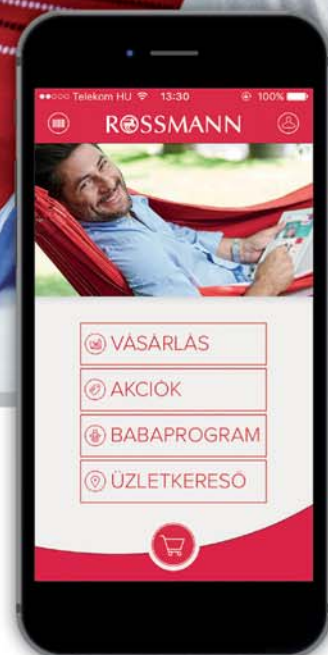 Telekom HU 13:30 100%
ROSSMANN
VÁSÁRLÁS
AKCIÓK
BABAPROGRAM
ÜZLETKERESŐ